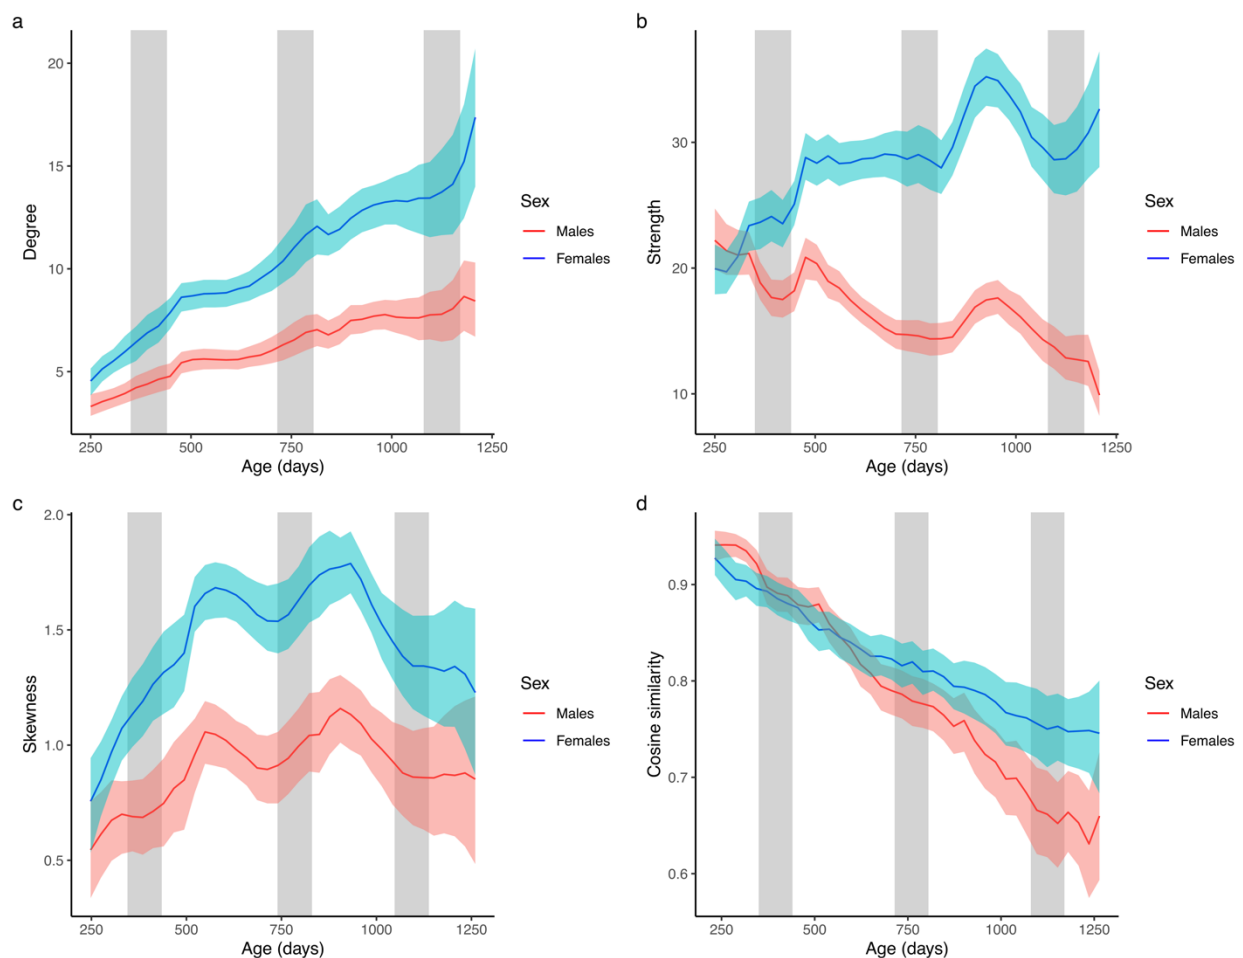 a
20
15
10
5
Degree
250 500 750 1000 1250
Age (days)
Sex
Males
Females
b
30
20
10
Strength
250 500 750 1000 1250
Age (days)
Sex
Males
Females
c
2.0
1.5
1.0
0.5
Skewness
250 500 750 1000 1250
Age (days)
Sex
Males
Females
d
0.9
0.8
0.7
0.6
Cosine similarity
250 500 750 1000 1250
Age (days)
Sex
Males
Females